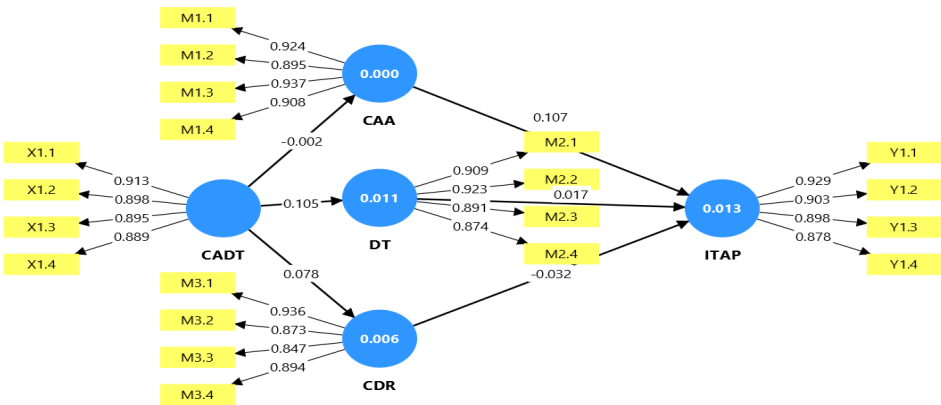 M1.1
M1.2
M1.3
M1.4
0.924
0.895
0.937
0.908
0.000
CAA
-0.002
0.107
X1.1
X1.2
X1.3
X1.4
0.913
0.898
0.895
0.889
CADT
0.105
0.011
DT
0.909
0.923
0.891
0.874
M2.1
M2.2
0.017
M2.3
M2.4
-0.032
0.013
ITAP
0.929
0.903
0.898
0.878
Y1.1
Y1.2
Y1.3
Y1.4
0.078
M3.1
M3.2
M3.3
M3.4
0.936
0.873
0.847
0.894
0.006
CDR